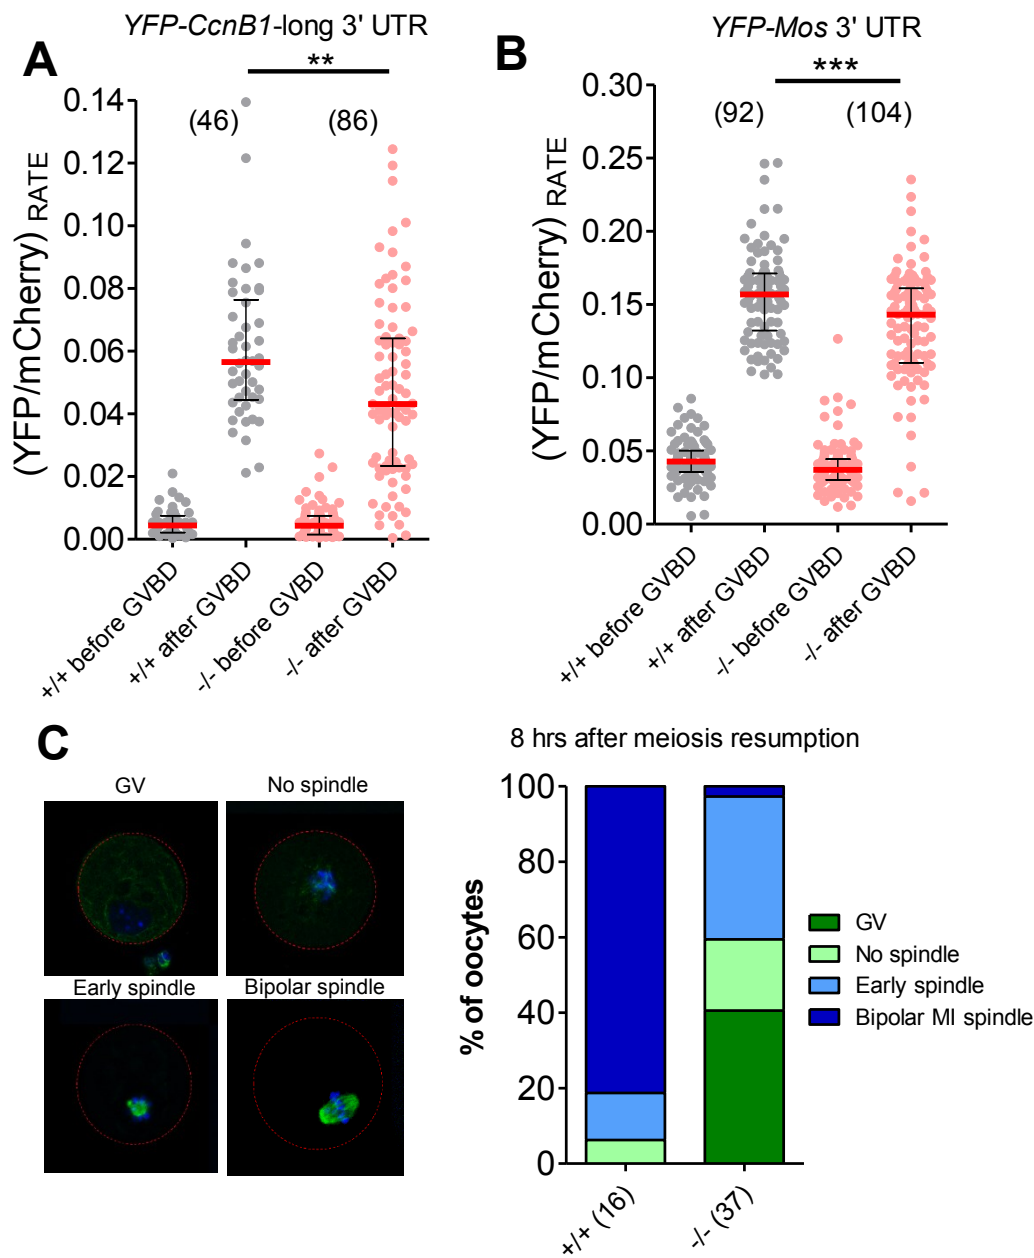 YFP-CcnB1-long 3' UTR
A
**
(46)
(86)
(YFP/mCherry) RATE
0.14
0.12
0.10
0.08
0.06
0.04
0.02
0.00
+/+ before GVBD
+/+ after GVBD
-/- before GVBD
-/- after GVBD
YFP-Mos 3' UTR
B
***
(92)
(104)
(YFP/mCherry) RATE
0.30
0.25
0.20
0.15
0.10
0.05
0.00
+/+ before GVBD
+/+ after GVBD
-/- before GVBD
-/- after GVBD
C
GV
No spindle
Early spindle
Bipolar spindle
8 hrs after meiosis resumption
% of oocytes
100
80
60
40
20
0
+/+ (16)
-/- (37)
GV
No spindle
Early spindle
Bipolar MI spindle